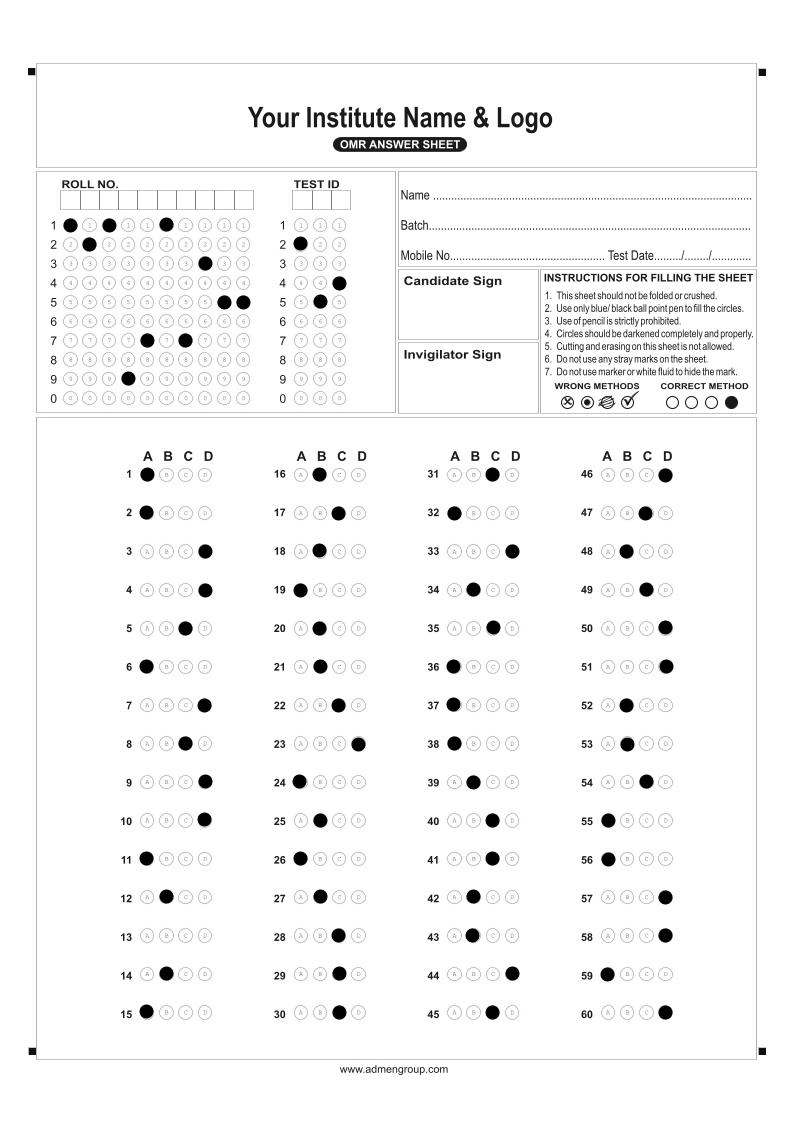 Your Institute Name & Logo
OMR ANSWER SHEET
ROLL NO.
TEST ID
1 1 1 1 1 1 1 1
2 2 2 2 2 2 2 2 2 2
3 3 3 3 3 3 3 3 3 3
4 4 4 4 4 4 4 4 4 4 4
5 5 5 5 5 5 5 5 5
6 6 6 6 6 6 6 6 6 6 6
7 7 7 7 7 7 7 7 7
8 8 8 8 8 8 8 8 8 8 8
9 9 9 9 9 9 9 9 9 9
0 0 0 0 0 0 0 0 0 0 0
1 1 1 1
2 2 2
3 3 3 3
4 4 4
5 5 5
6 6 6 6
7 7 7 7
8 8 8 8
9 9 9 9
0 0 0 0
Name
Batch
Mobile No. Test Date ......../......../............
Candidate Sign
Invigilator Sign
INSTRUCTIONS FOR FILLING THE SHEET
1. This sheet should not be folded or crushed.
2. Use only blue/ black ball point pen to fill the circles.
3. Use of pencil is strictly prohibited.
4. Circles should be darkened completely and properly.
5. Cutting and erasing on this sheet is not allowed.
6. Do not use any stray marks on the sheet.
7. Do not use marker or white fluid to hide the mark.
WRONG METHODS CORRECT METHOD
A B C D
1 B C D
2 B C D
3 A B C
4 A B C
5 A B D
6 B C D
7 A B C
8 A B D
9 A B C
10 A B C
11 B C D
12 A C D
13 A B C D
14 A C D
15 B C D
A B C D
16 A C D
17 A B D
18 A C D
19 B C D
20 A C D
21 A C D
22 A B D
23 A B C
24 B C D
25 A C D
26 B C D
27 A C D
28 A B D
29 A B D
30 A B D
A B C D
31 A B D
32 B C D
33 A B C
34 A C D
35 A B D
36 B C D
37 B C D
38 B C D
39 A C D
40 A B D
41 A B D
42 A C D
43 A C D
44 A B C
45 A B D
A B C D
46 A B C
47 A B D
48 A C D
49 A B D
50 A B C
51 A B C
52 A C D
53 A C D
54 A B D
55 B C D
56 B C D
57 A B C
58 A B C
59 B C D
60 A B C
www.admengroup.com